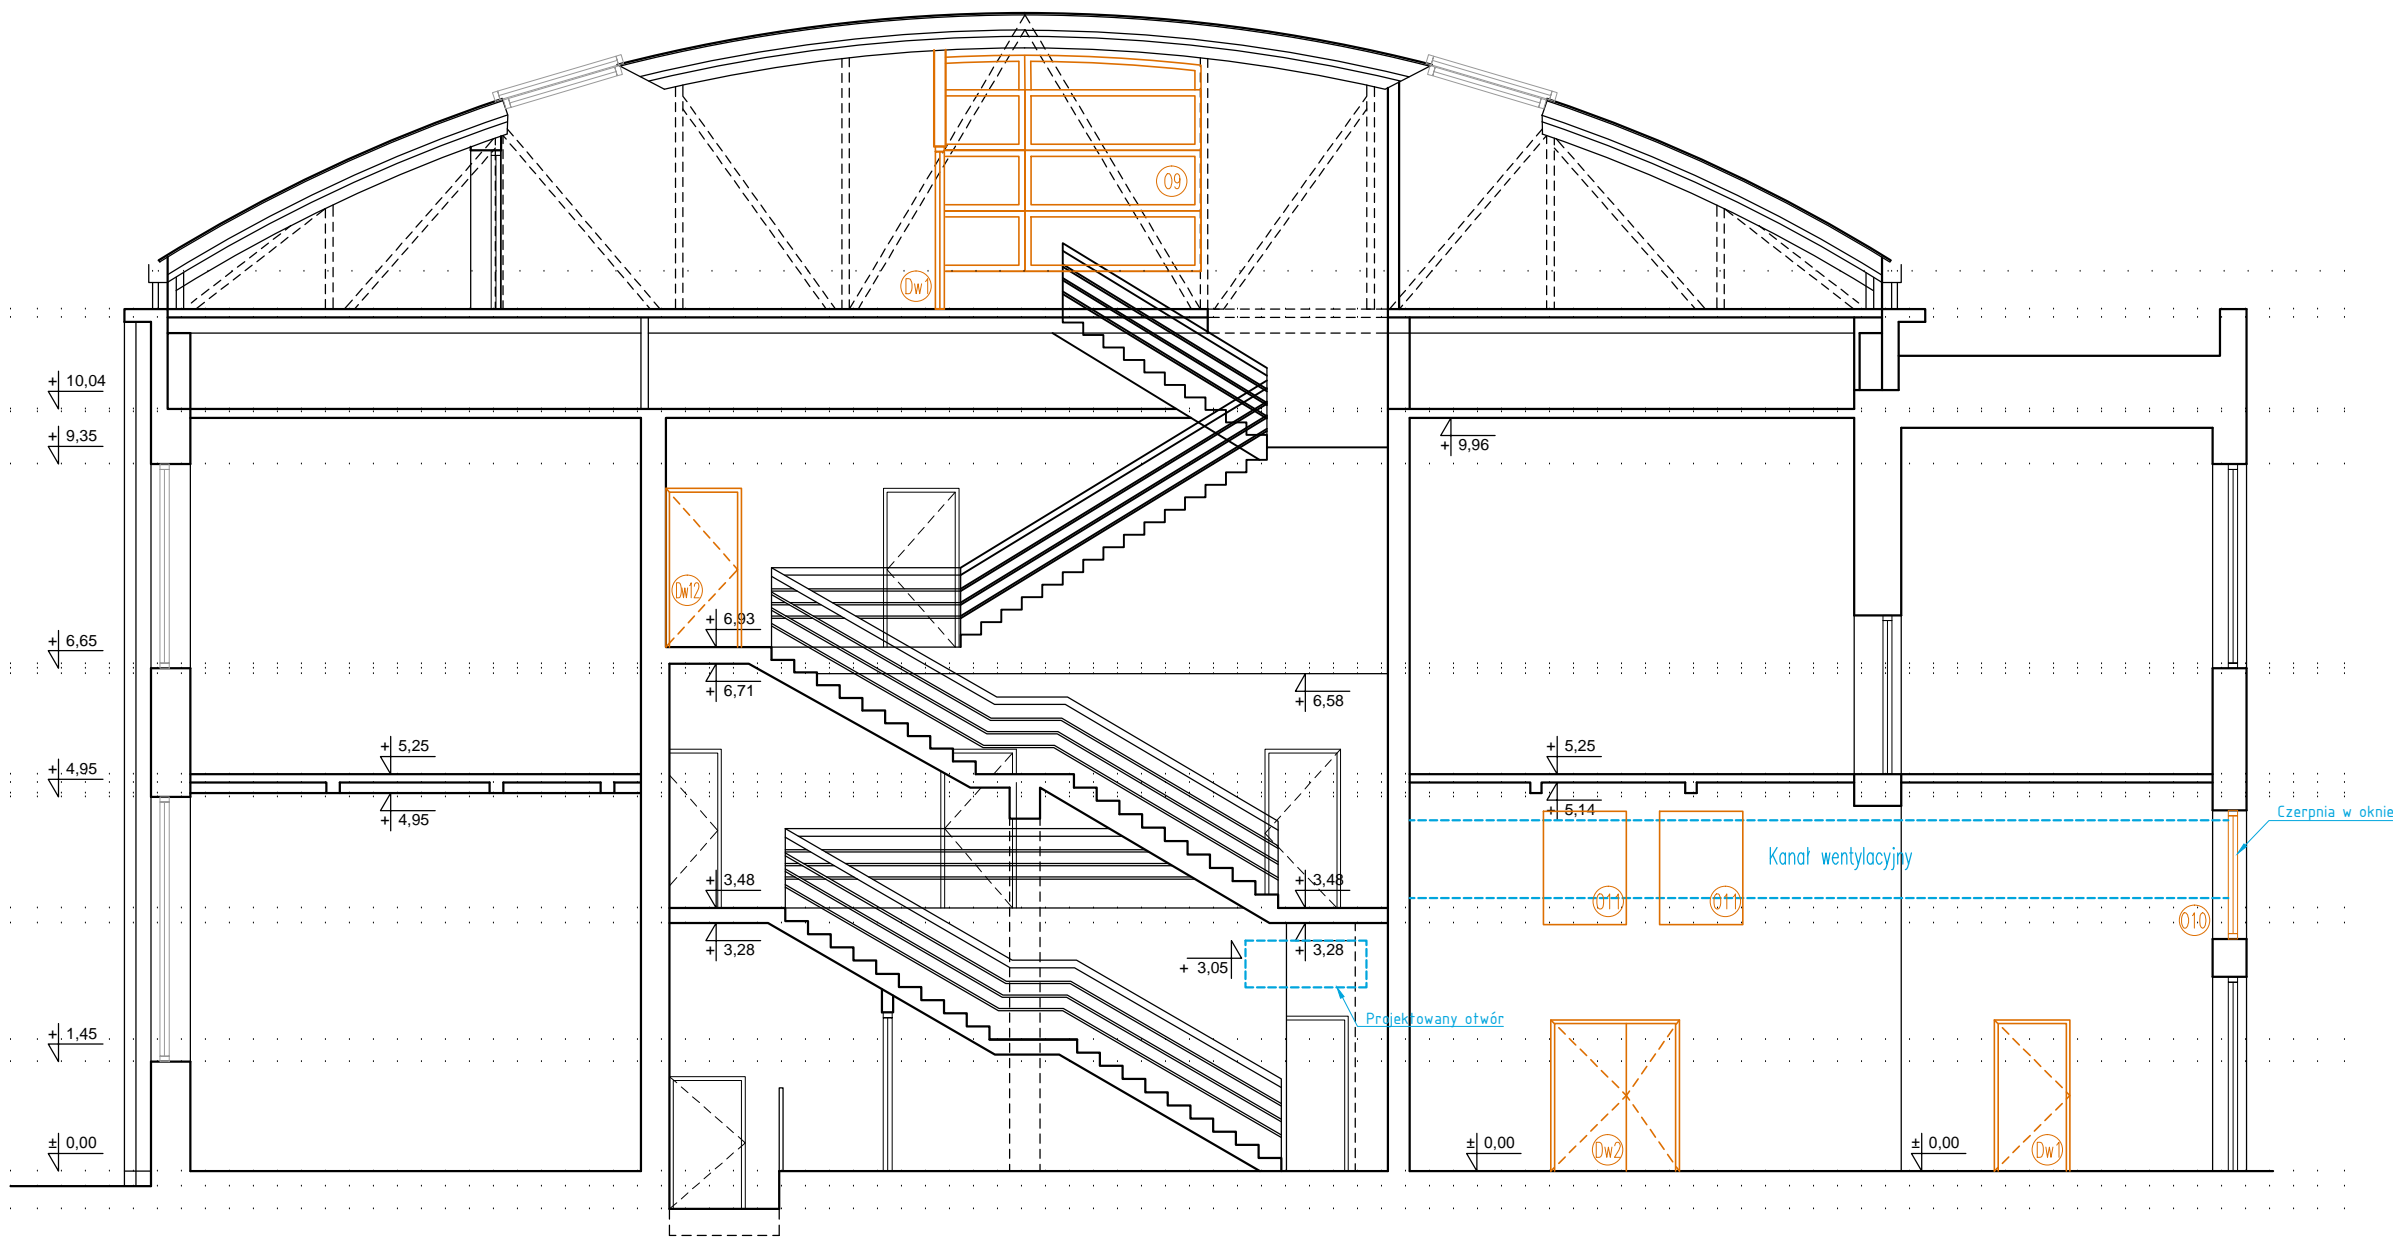 O9
Dw1
+ 10,04
+ 9,35
+ 9,96
Dw12
+ 6,93
+ 6,65
+ 6,71
+ 6,58
+ 5,25
+ 5,25
+ 4,95
+ 4,95
+ 5,14
Czerpnia w oknie
Kanał wentylacyjny
+ 3,48
+ 3,48
O11
O11
O10
+ 3,28
+ 3,28
+ 3,05
Projektowany otwór
+ 1,45
± 0,00
± 0,00
± 0,00
Dw2
Dw1